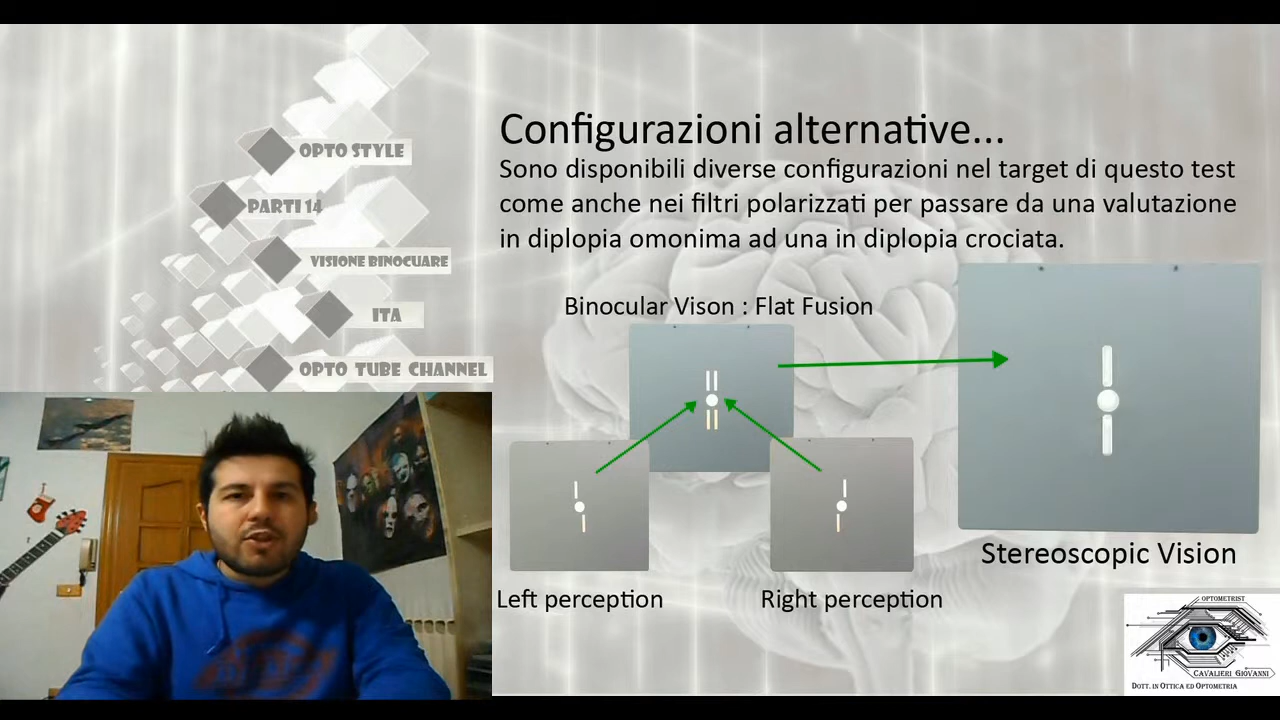 OPTO STYLE
PARTI 14
VISIONE BINOCUARE
ITA
OPTO TUBE CHANNEL
Configurazioni alternative...
Sono disponibili diverse configurazioni nel target di questo test
come anche nei filtri polarizzati per passare da una valutazione
in diplopia omonima ad una in diplopia crociata.
Binocular Vison : Flat Fusion
Left perception
Right perception
Stereoscopic Vision
OPTOMETRIST
CAVALIERI GIOVANNI
DOTT. IN OTTICA ED OPTOMETRIA